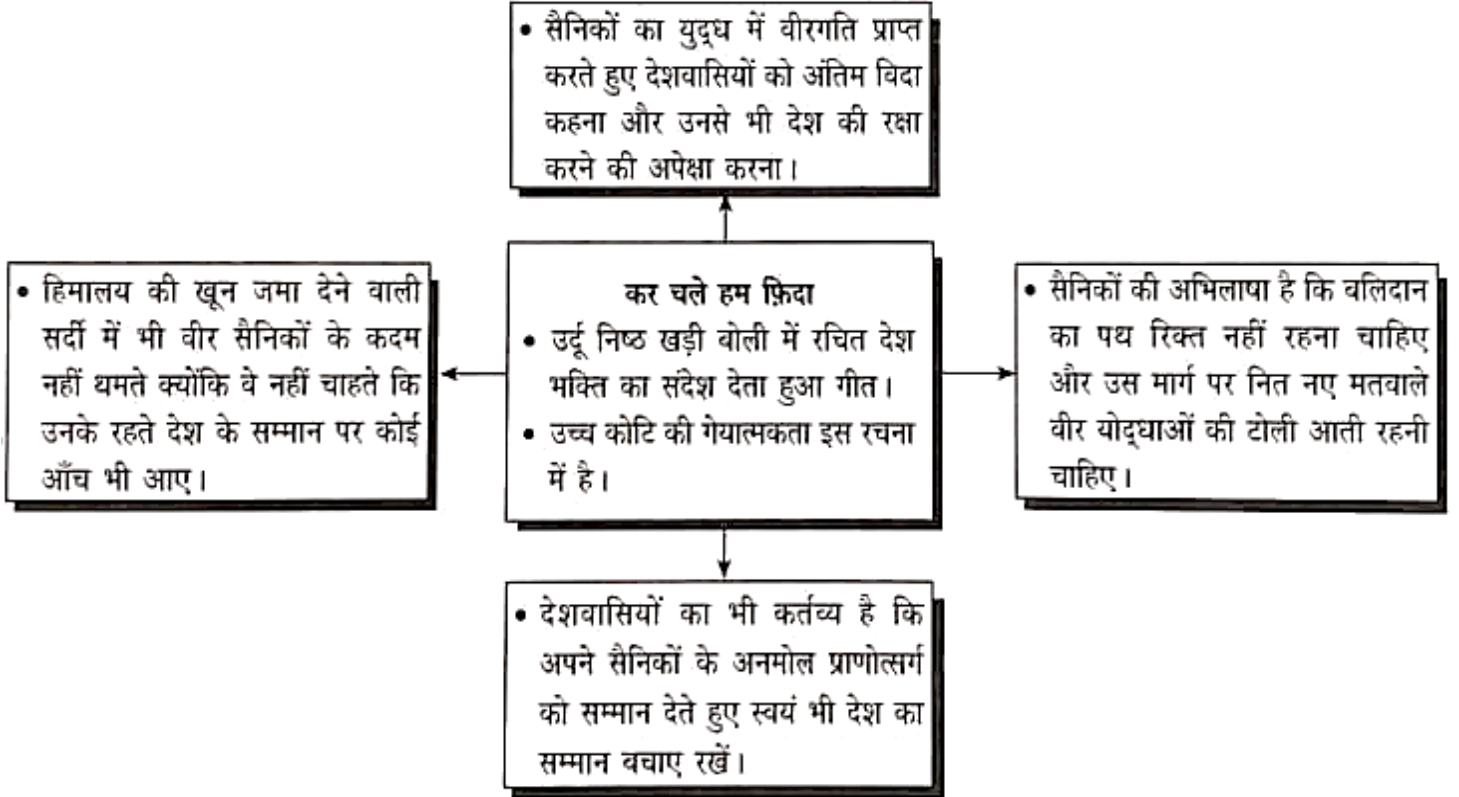 • सैनिकों का युद्ध में वीरगति प्राप्त
करते हुए देशवासियों को अंतिम विदा
कहना और उनसे भी देश की रक्षा
करने की अपेक्षा करना।
• हिमालय की खून जमा देने वाली
सर्दी में भी वीर सैनिकों के कदम
नहीं थमते क्योंकि वे नहीं चाहते कि
उनके रहते देश के सम्मान पर कोई
आँच भी आए।
कर चले हम फ़िदा
• उर्दू निष्ठ खड़ी बोली में रचित देश
भक्ति का संदेश देता हुआ गीत।
• उच्च कोटि की गेयात्मकता इस रचना
में है।
• सैनिकों की अभिलाषा है कि बलिदान
का पथ रिक्त नहीं रहना चाहिए
और उस मार्ग पर नित नए मतवाले
वीर योद्धाओं की टोली आती रहनी
चाहिए।
• देशवासियों का भी कर्तव्य है कि
अपने सैनिकों के अनमोल प्राणोत्सर्ग
को सम्मान देते हुए स्वयं भी देश का
सम्मान बचाए रखें।